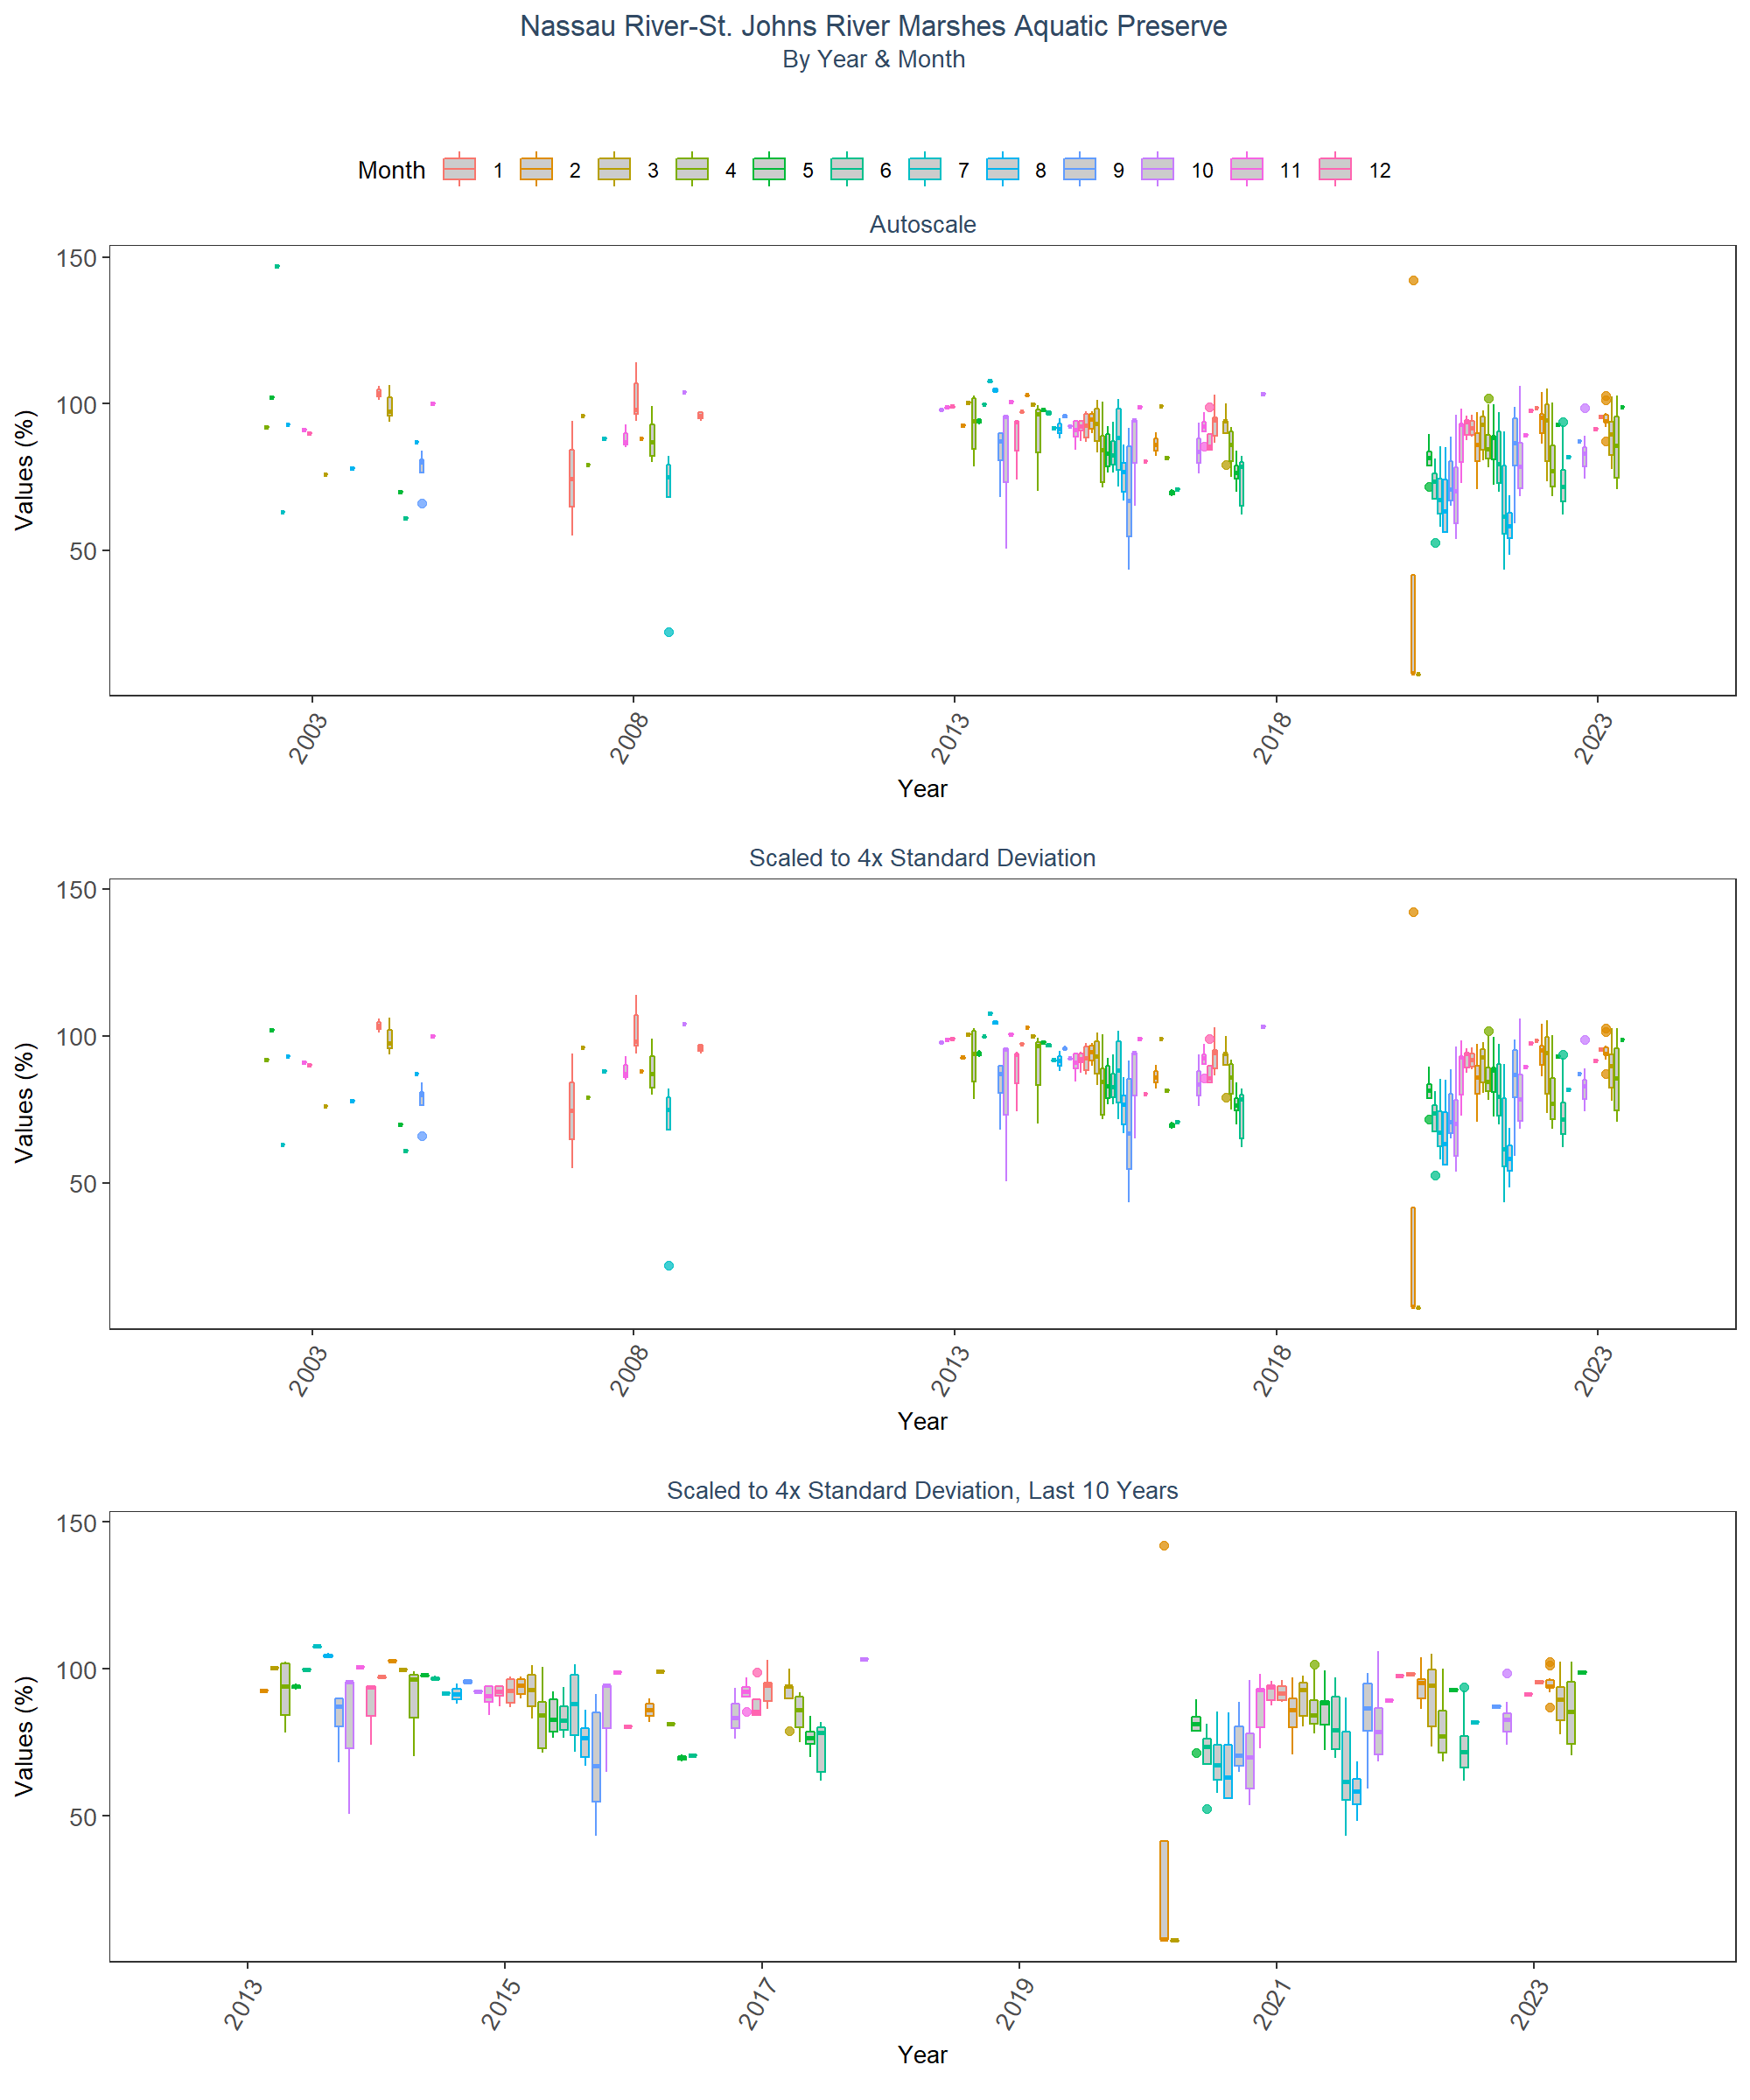 Nassau River-St. Johns River Marshes Aquatic Preserve
By Year & Month
Month 1 2 3 4 5 6 7 8 9 10 11 12
Autoscale
150
100
50
Values (%)
2003 2008 2013 2018 2023
Year
Scaled to 4x Standard Deviation
150
100
50
Values (%)
2003 2008 2013 2018 2023
Year
Scaled to 4x Standard Deviation, Last 10 Years
150
100
50
Values (%)
2013 2015 2017 2019 2021 2023
Year